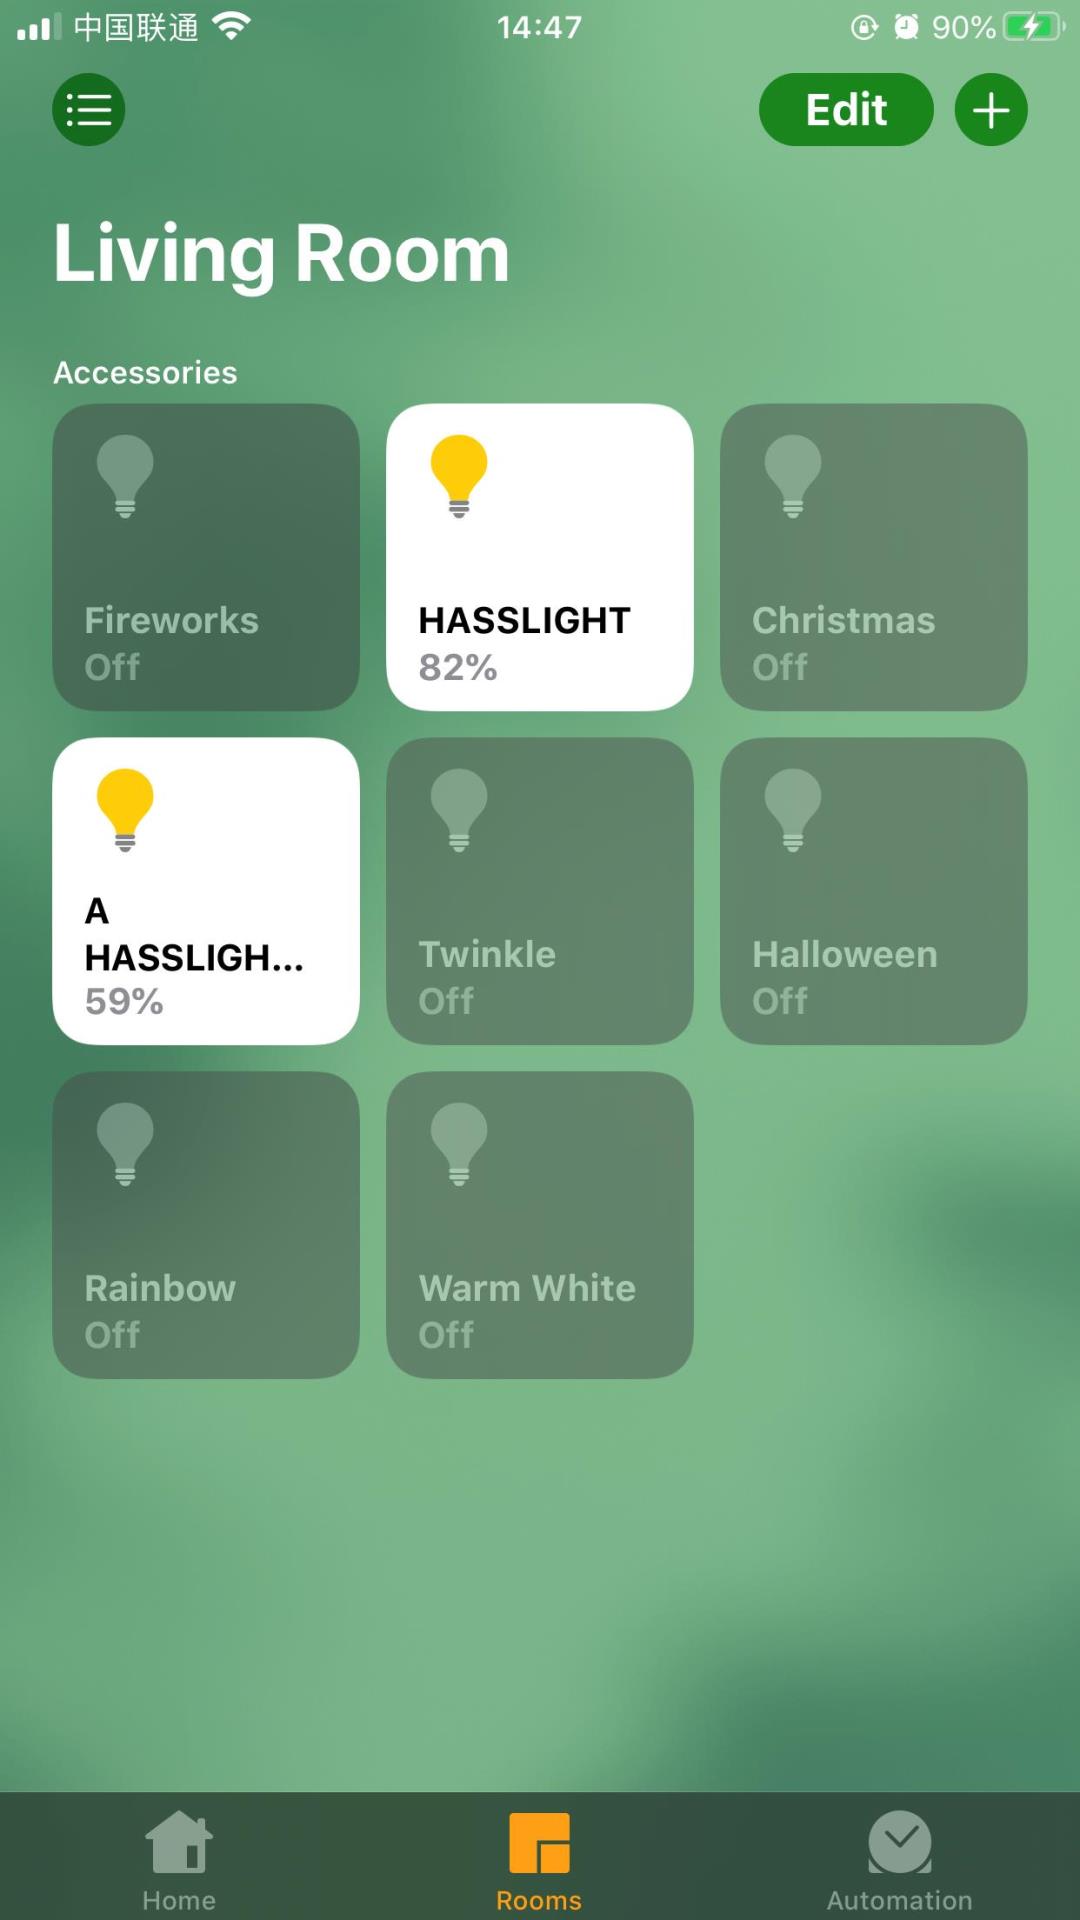 中国联通
14:47
90%
Edit
Living Room
Accessories
Fireworks
Off
HASSLIGHT
82%
Christmas
Off
A
HASSLIGH...
59%
Twinkle
Off
Halloween
Off
Rainbow
Off
Warm White
Off
Home
Rooms
Automation